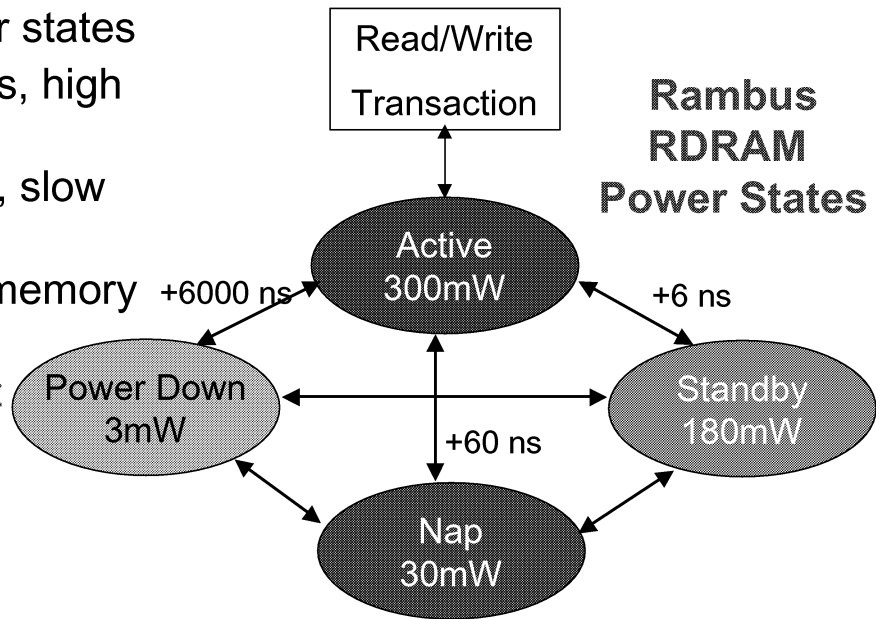 r states
s, high
, slow
memory
Read/Write
Transaction
Rambus
RDRAM
Power States
Active
300mW
+6000 ns
+6 ns
Power Down
3mW
Standby
180mW
+60 ns
Nap
30mW